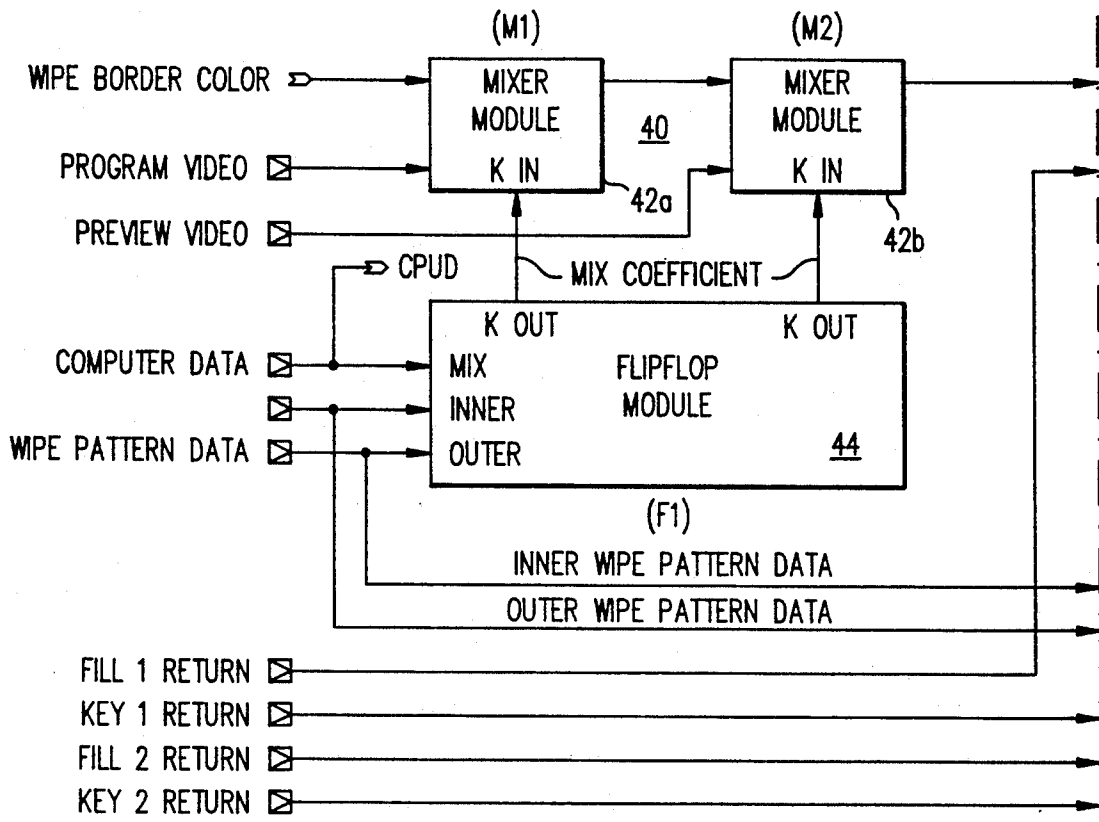 (M1)
(M2)
WIPE BORDER COLOR
MIXER
MODULE
K IN
40
MIXER
MODULE
K IN
PROGRAM VIDEO
42a
42b
PREVIEW VIDEO
CPUD
MIX COEFFICIENT
K OUT
K OUT
COMPUTER DATA
MIX
FLIPFLOP
MODULE
INNER
WIPE PATTERN DATA
OUTER
44
(F1)
INNER WIPE PATTERN DATA
OUTER WIPE PATTERN DATA
FILL 1 RETURN
KEY 1 RETURN
FILL 2 RETURN
KEY 2 RETURN